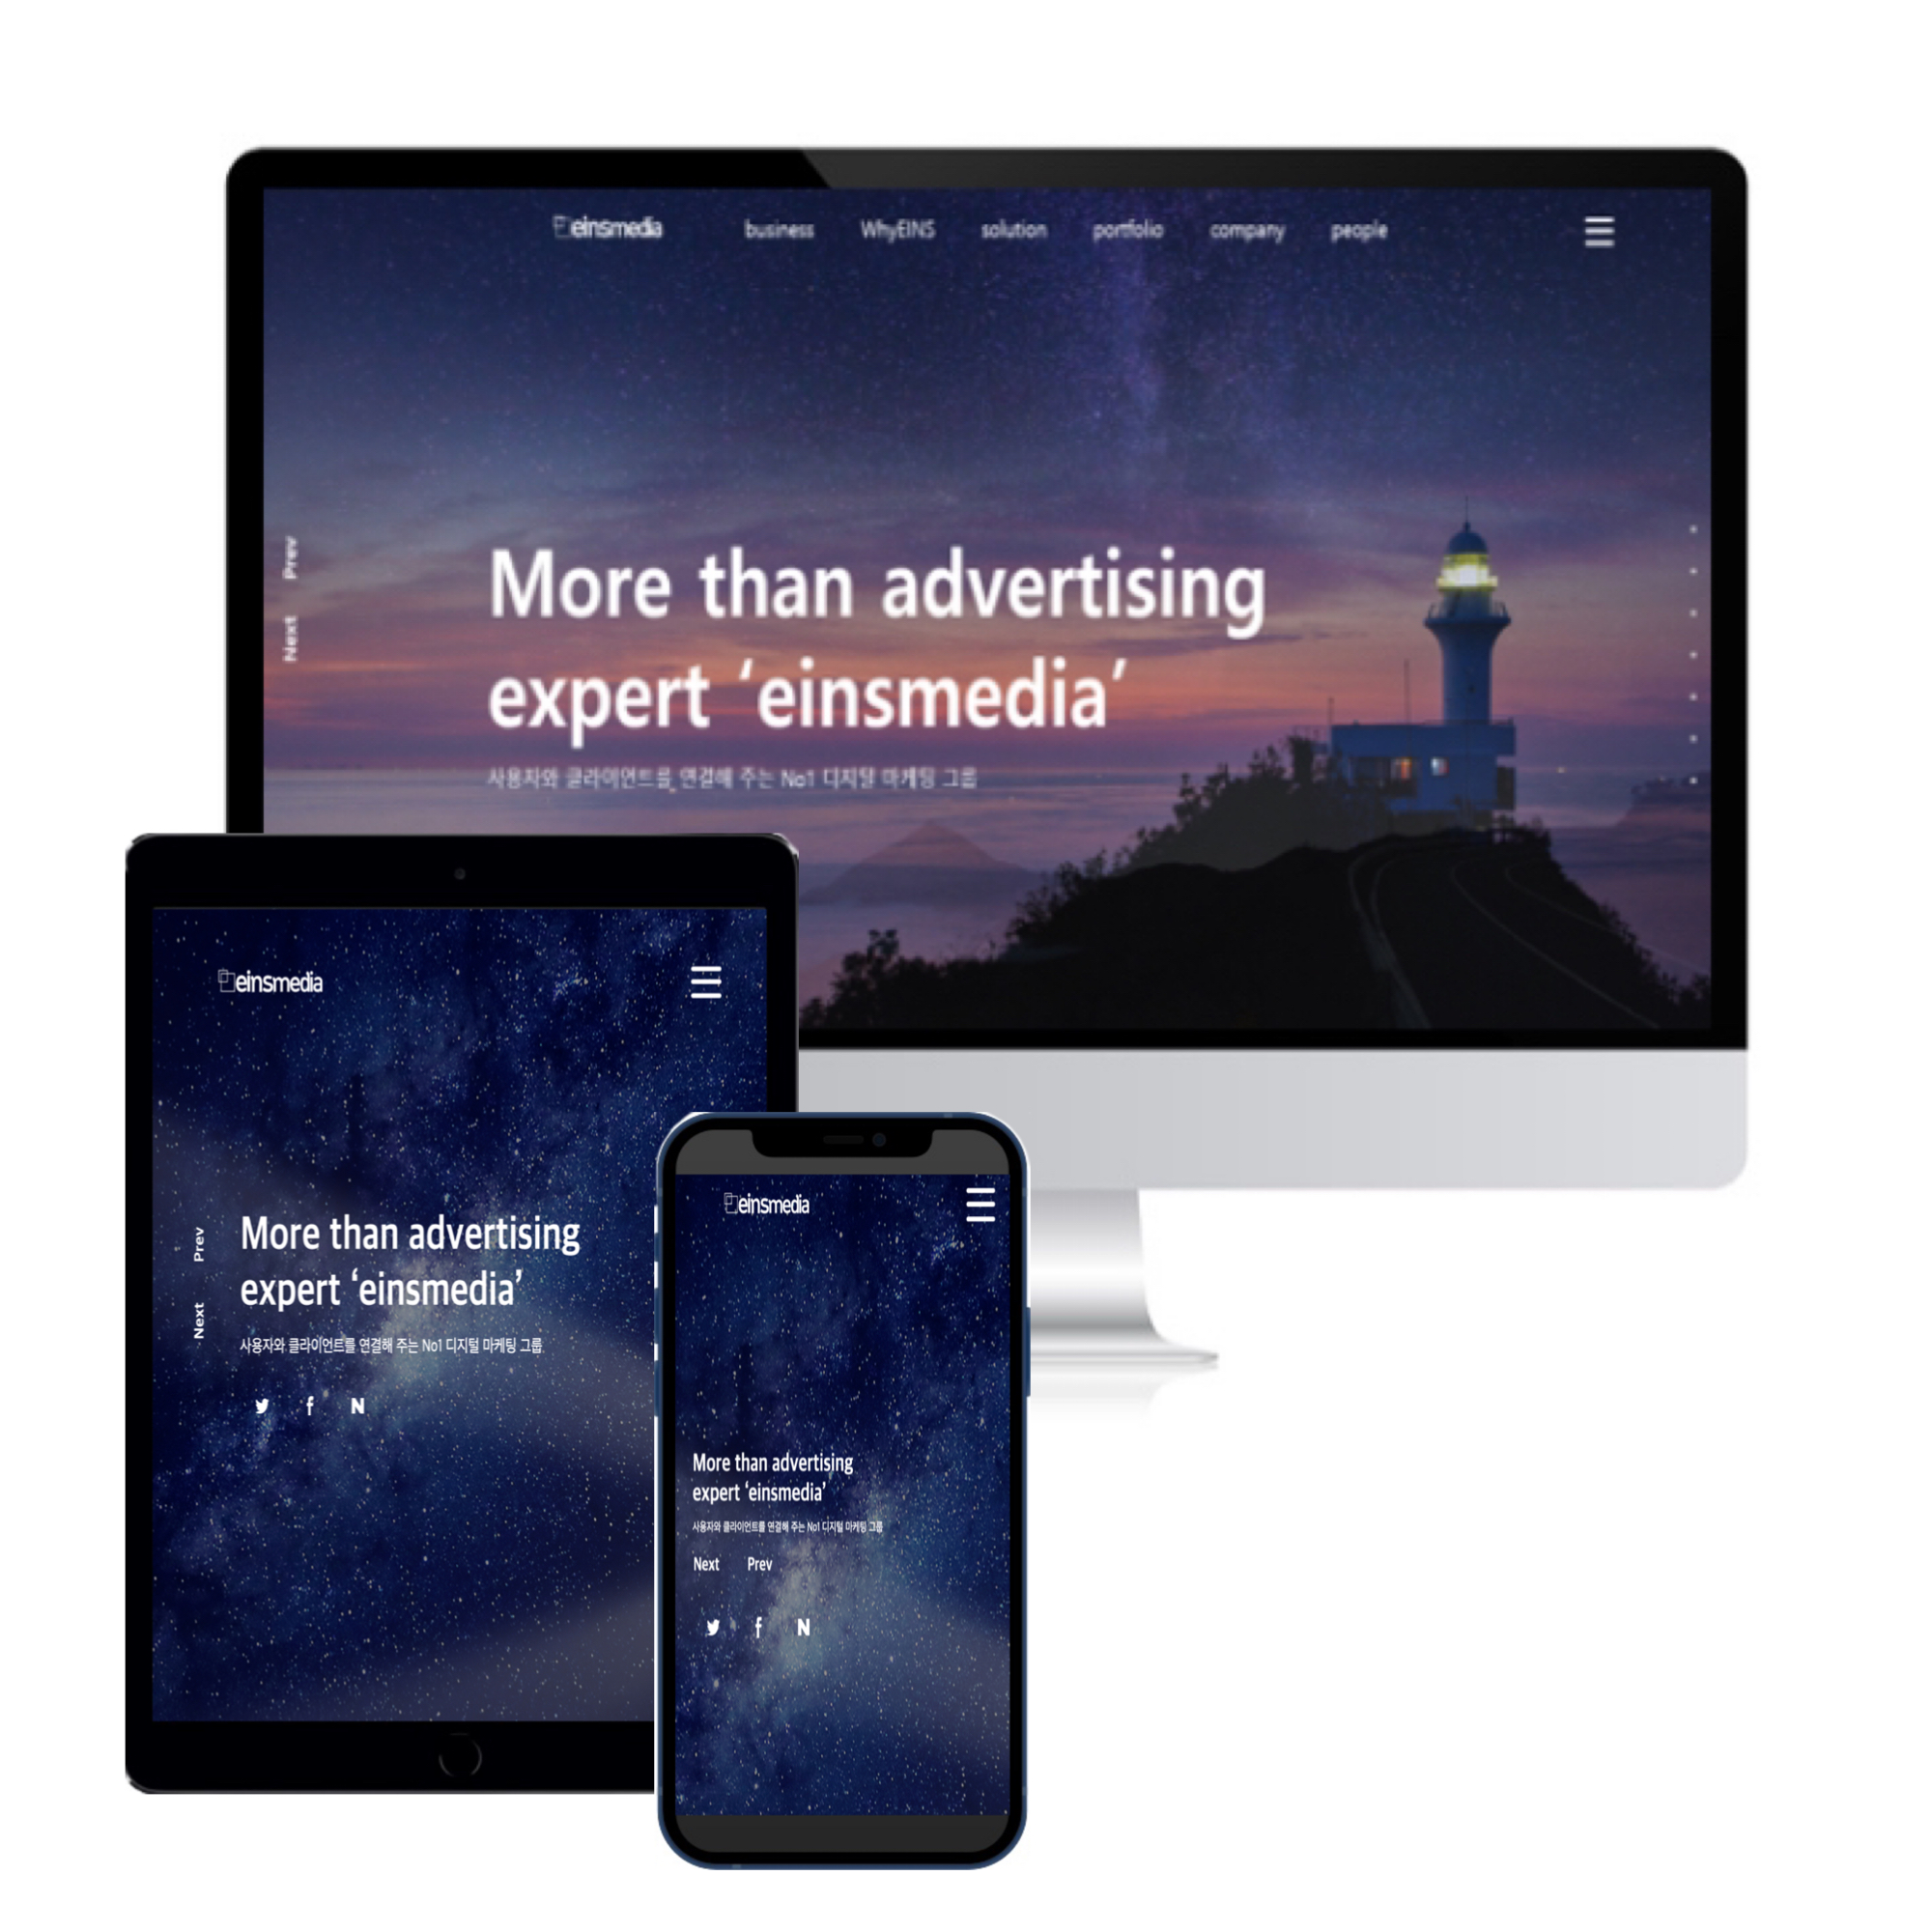 einsmedia
business WhyEINS solution portfolio company people
Prev
Next
More than advertising
expert ‘einsmedia’
사용자와 클라이언트를 연결해 주는 No1 디지털 마케팅 그룹
einsmedia
Prev
Next
More than advertising
expert ‘einsmedia’
사용자와 클라이언트를 연결해 주는 No1 디지털 마케팅 그룹
N
einsmedia
More than advertising
expert ‘einsmedia’
사용자와 클라이언트를 연결해 주는 No1 디지털 마케팅 그룹
Next Prev
N